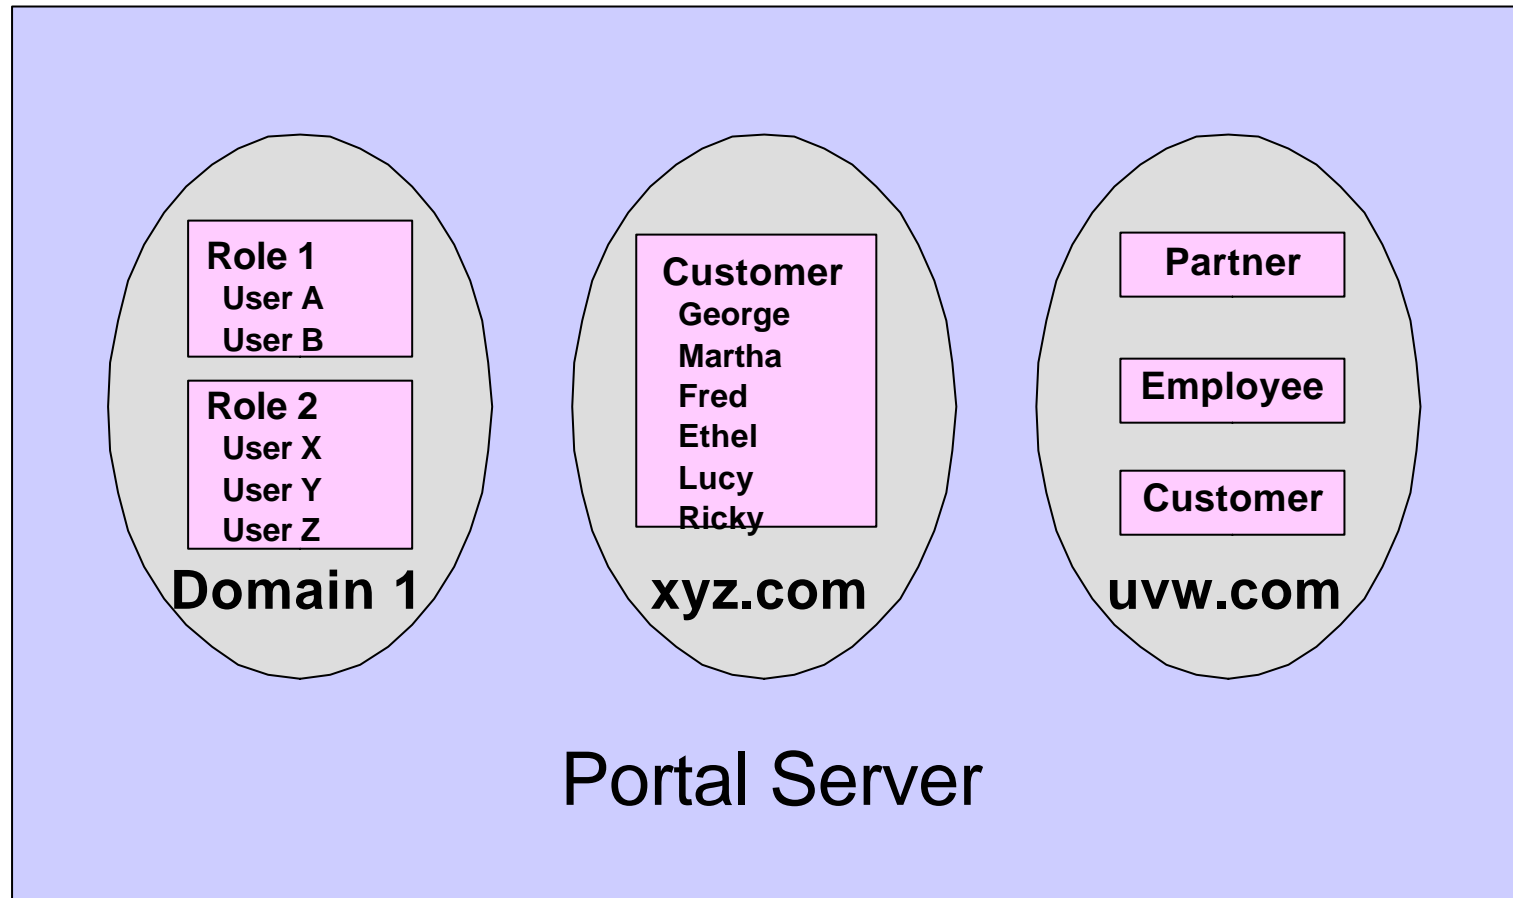 Role 1
User A
User B
Role 2
User X
User Y
User Z
Domain 1
Customer
George
Martha
Fred
Ethel
Lucy
Ricky
xyz.com
Partner
Employee
Customer
uvw.com
Portal Server